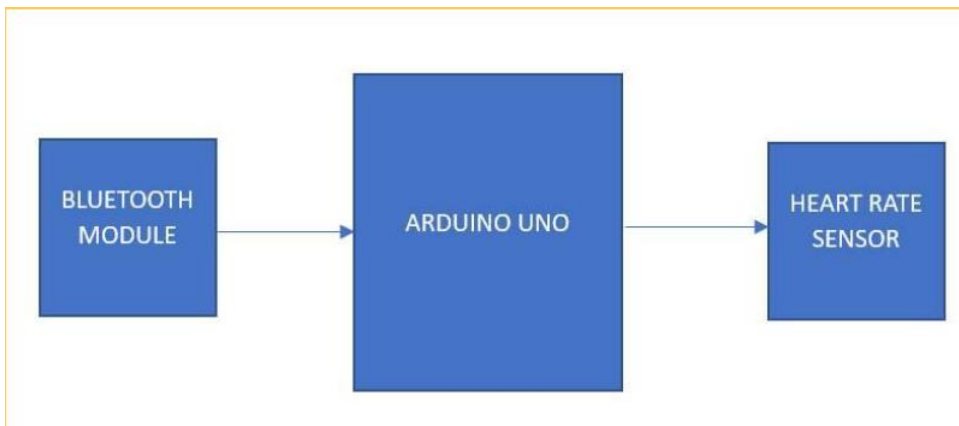 BLUETOOTH
MODULE
ARDUINO UNO
HEART RATE
SENSOR